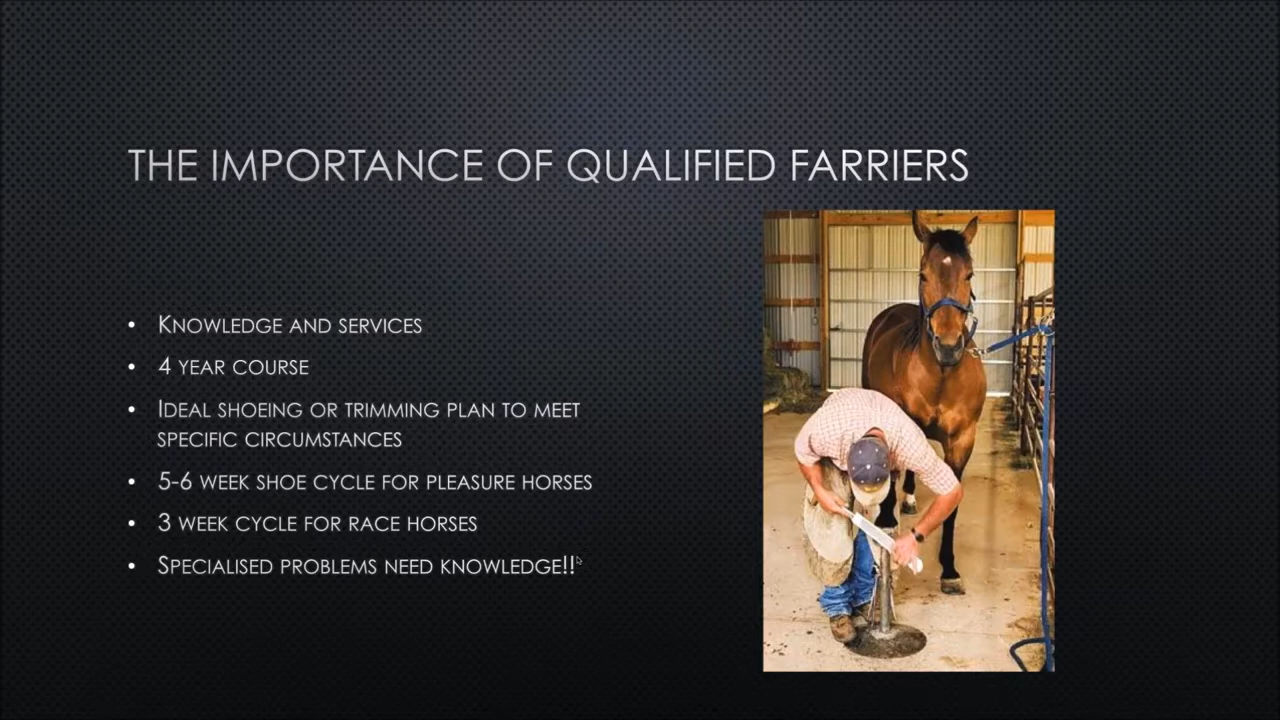 THE IMPORTANCE OF QUALIFIED FARRIERS
• KNOWLEDGE AND SERVICES
• 4 YEAR COURSE
• IDEAL SHOEING OR TRIMMING PLAN TO MEET
SPECIFIC CIRCUMSTANCES
• 5-6 WEEK SHOE CYCLE FOR PLEASURE HORSES
• 3 WEEK CYCLE FOR RACE HORSES
• SPECIALISED PROBLEMS NEED KNOWLEDGE!!